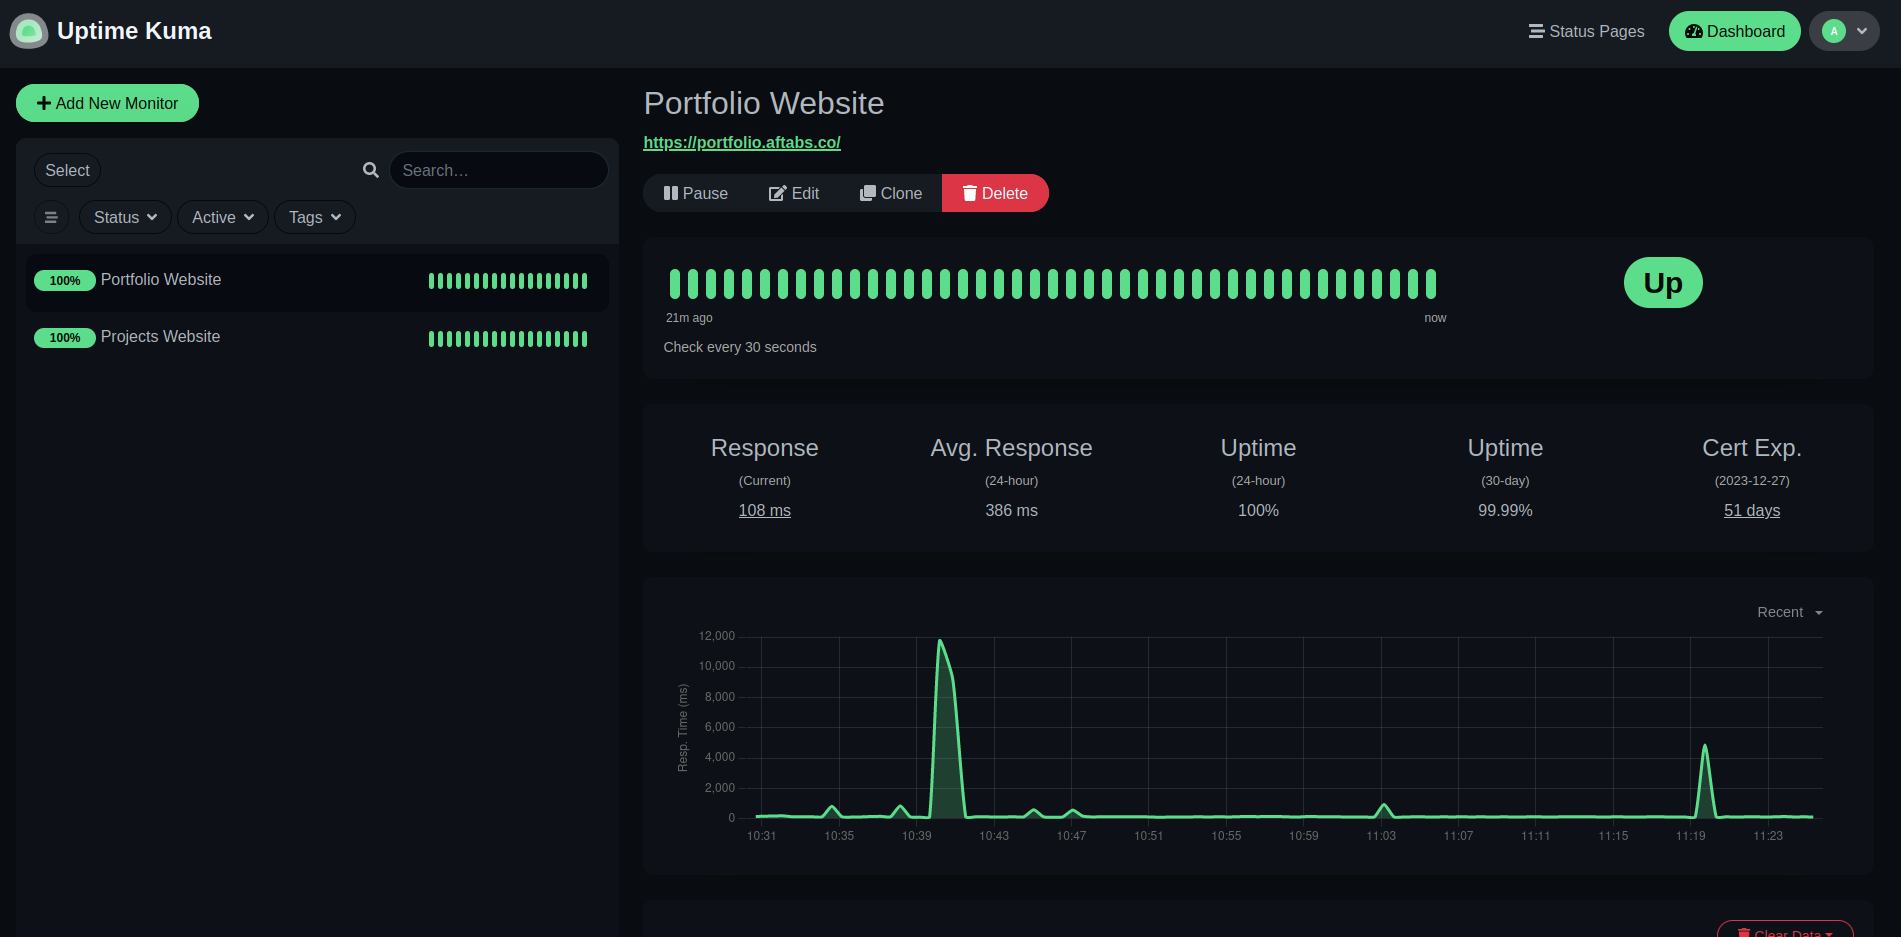 Uptime Kuma
Status Pages
Dashboard
A
Add New Monitor
Select
Search...
Status
Active
Tags
100% Portfolio Website
100% Projects Website
Portfolio Website
https://portfolio.aftabs.co/
Pause
Edit
Clone
Delete
21m ago
now
Check every 30 seconds
Up
Response
(Current)
108 ms
Avg. Response
(24-hour)
386 ms
Uptime
(24-hour)
100%
Uptime
(30-day)
99.99%
Cert Exp.
(2023-12-27)
51 days
Recent
Resp. Time (ms)
12,000
10,000
8,000
6,000
4,000
2,000
0
10:31 10:35 10:39 10:43 10:47 10:51 10:55 10:59 11:03 11:07 11:11 11:15 11:19 11:23
Clear Data